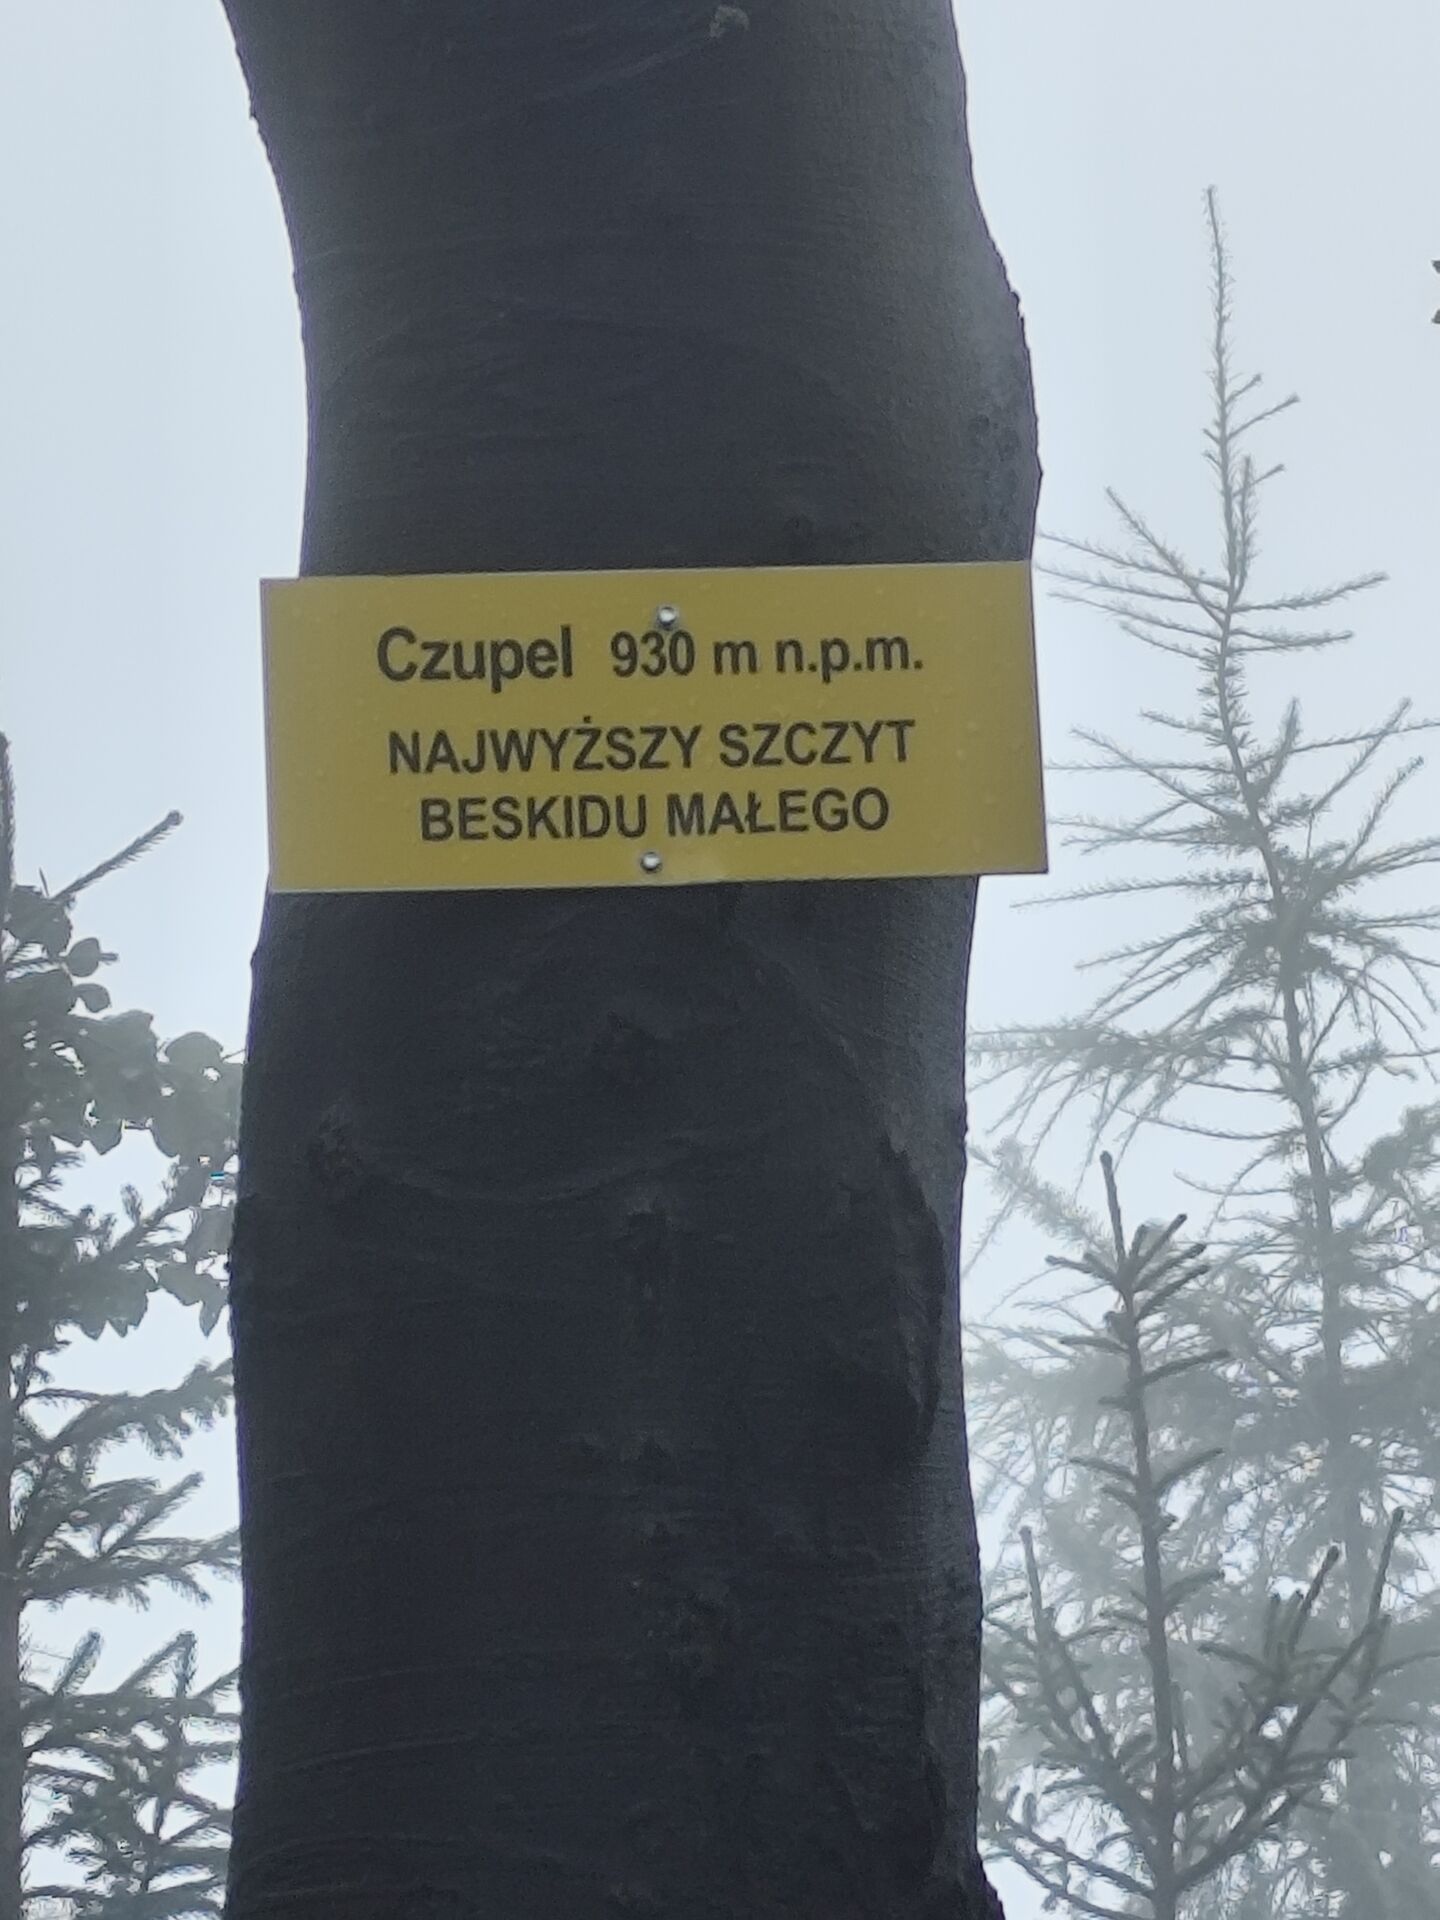 Czupel 930 m n.p.m.
NAJWYŻSZY SZCZYT
BESKIDU MAŁEGO